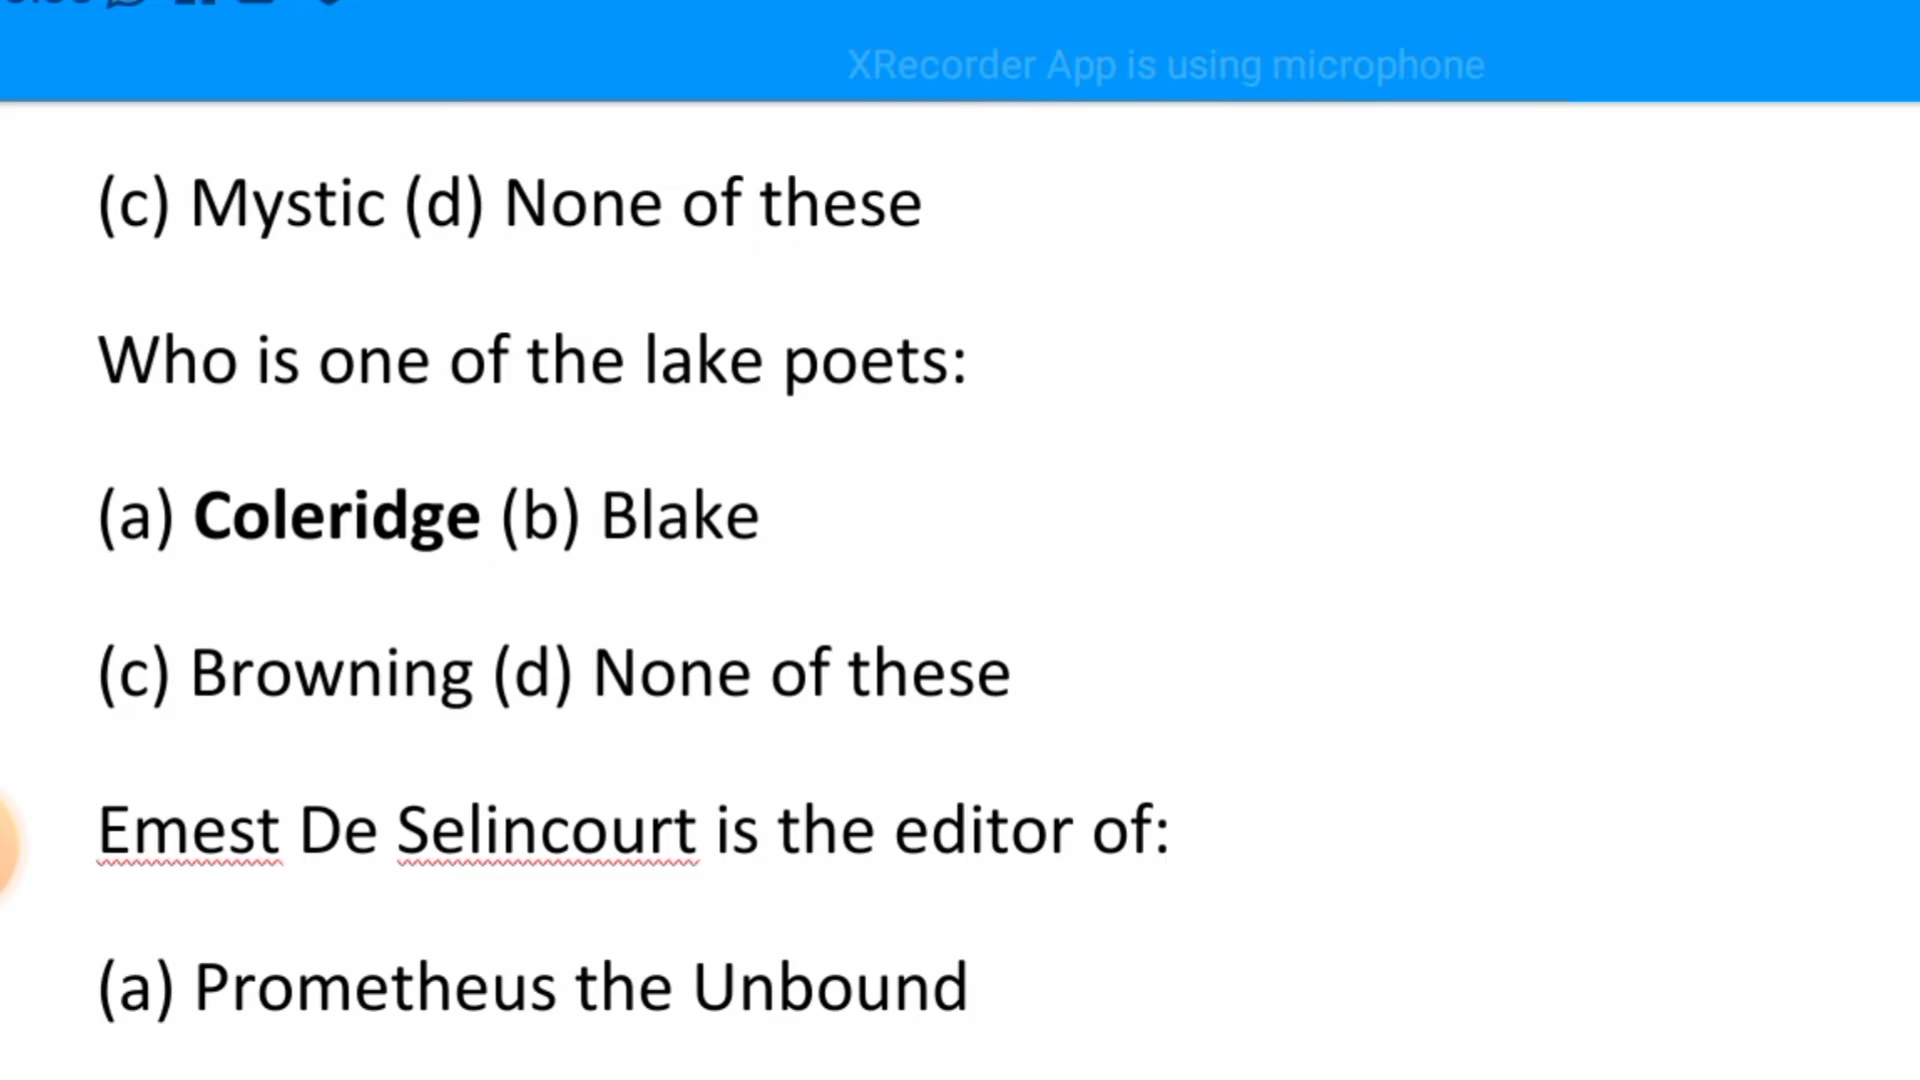 XRecorder App is using microphone
(c) Mystic (d) None of these
Who is one of the lake poets:
(a) Coleridge (b) Blake
(c) Browning (d) None of these
Emest De Selincourt is the editor of:
(a) Prometheus the Unbound